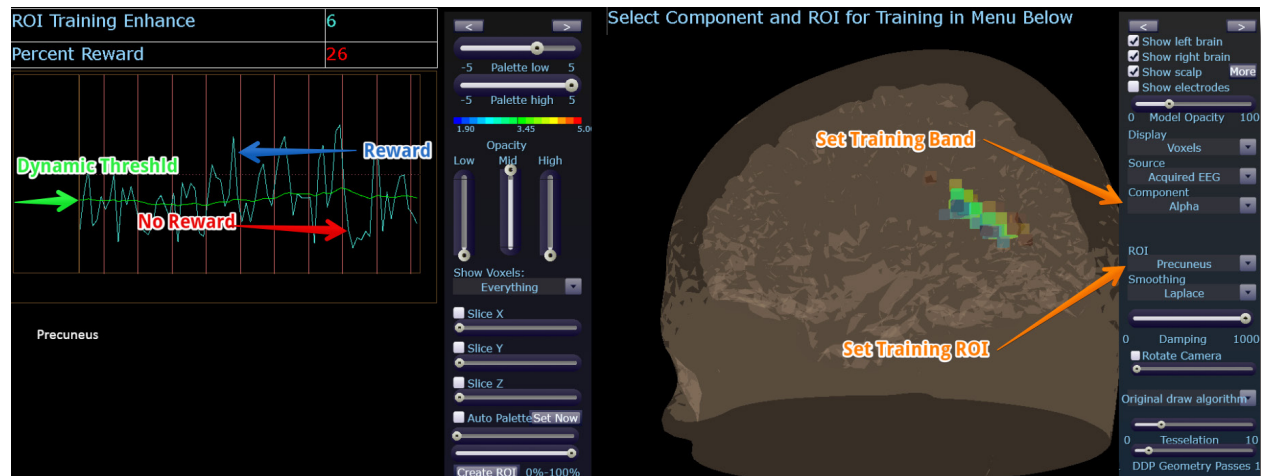 ROI Training Enhance 6
Percent Reward 26
Dynamic Threshld
Reward
No Reward
Precuneus
< >
-5 Palette low 5
-5 Palette high 5
1.90 3.45 5.00
Opacity
Low Mid High
Show Voxels:
Everything
Slice X
Slice Y
Slice Z
Auto Palette Set Now
Create ROI 0%-100%
Select Component and ROI for Training in Menu Below
Set Training Band
Set Training ROI
< >
Show left brain
Show right brain
Show scalp More
Show electrodes
0 Model Opacity 100
Display
Voxels
Source
Acquired EEG
Component
Alpha
ROI
Precuneus
Smoothing
Laplace
0 Damping 1000
Rotate Camera
Original draw algorithm
0 Tesselation 10
DDP Geometry Passes 1